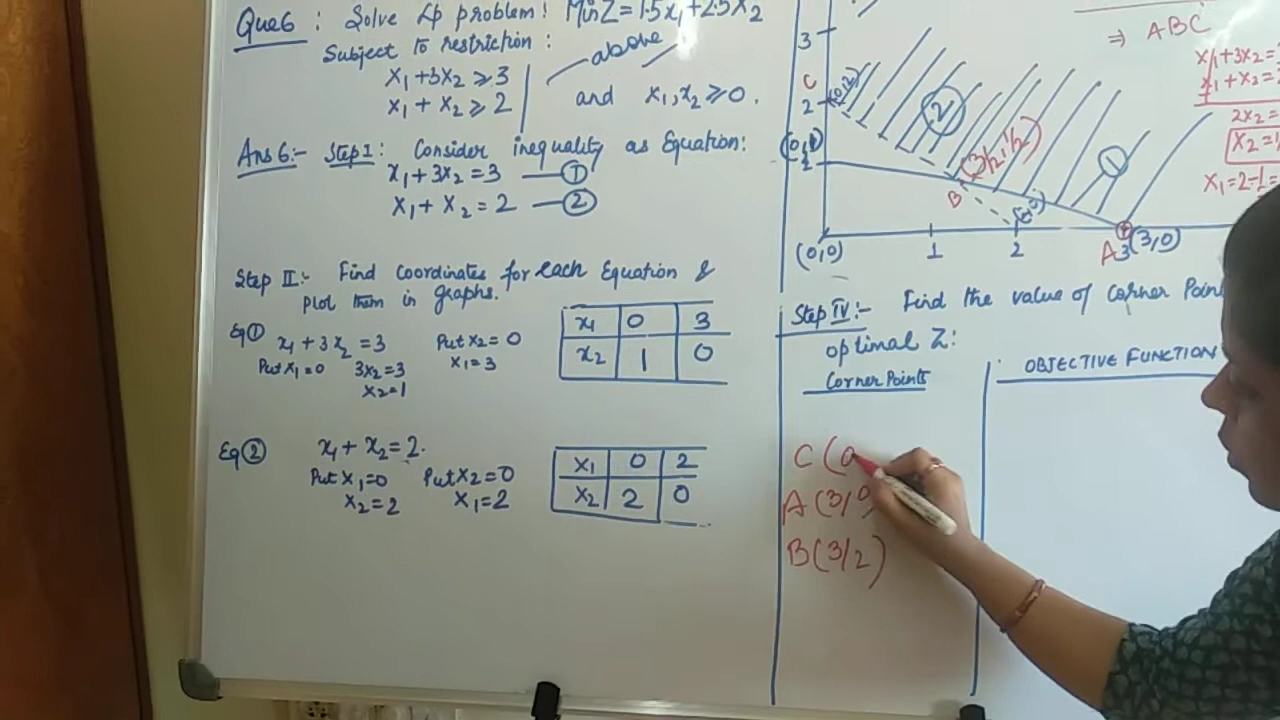 Que6 : Solve Lp problem! Min Z = 1.5x₁ + 2.5x₂
Subject to restriction :
above
x₁ + 3x₂ ⩾ 3
x₁ + x₂ ⩾ 2
and x₁, x₂ ⩾ 0.
Ans 6:- Step I: Consider inequality as Equation:
x₁ + 3x₂ = 3 — ①
x₁ + x₂ = 2 — ②
Step II:- Find Coordinates for each Equation &
plot them in graphs.
Eq ① x₁ + 3x₂ = 3
Put x₁ = 0 3x₂ = 3
x₂ = 1
Put x₂ = 0
x₁ = 3
x₁ 0 3
x₂ 1 0
Eq ② x₁ + x₂ = 2.
Put x₁ = 0 Put x₂ = 0
x₂ = 2 x₁ = 2
x₁ 0 2
x₂ 2 0
3
C
2
(0,2)
1
②
(3/2, 1/2)
①
B
(2,0)
(0,0) 1 2 A 3 (3,0)
⇒ ABC
x₁ + 3x₂ =
x₁ + x₂ =
2x₂ =
x₁ = 2 -
Step IV:- Find the value of Corner Point
optimal Z:
Corner Points
OBJECTIVE FUNCTION
C (0
A (3,0)
B (3/2)